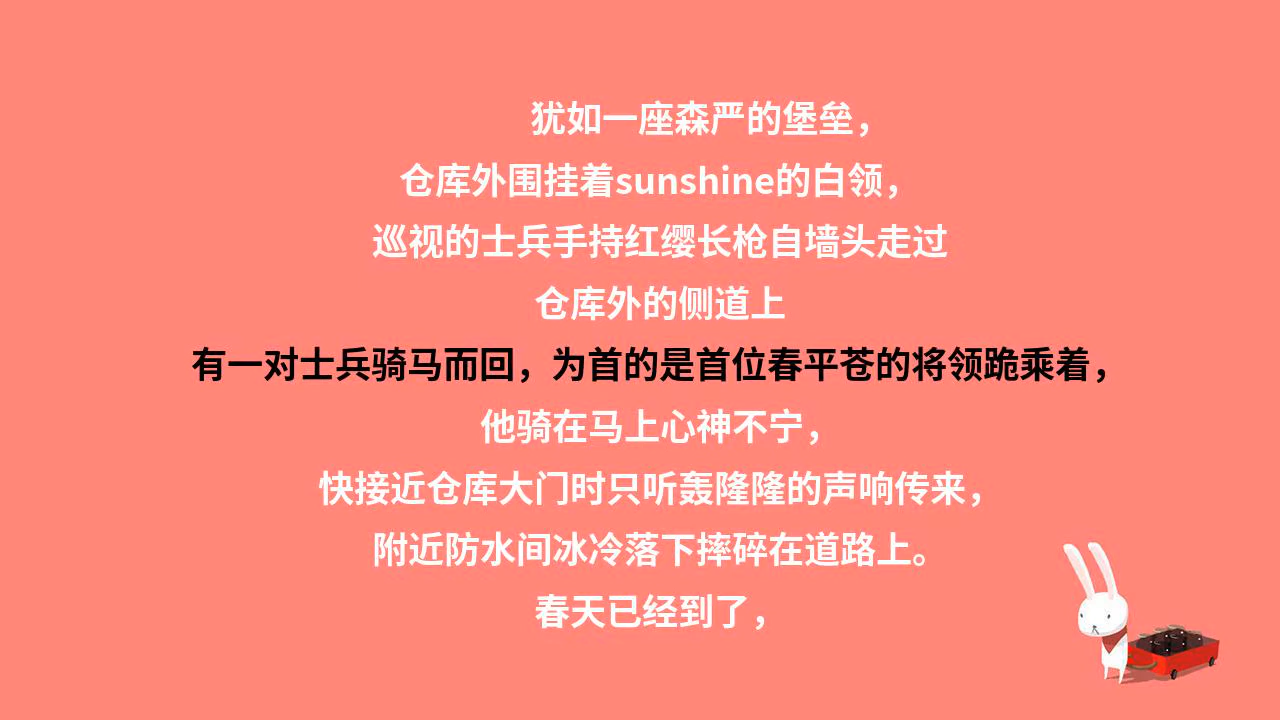 犹如一座森严的堡垒，
仓库外围挂着sunshine的白领，
巡视的士兵手持红缨长枪自墙头走过
仓库外的侧道上
有一对士兵骑马而回，为首的是首位春平苍的将领跪乘着，
他骑在马上心神不宁，
快接近仓库大门时只听轰隆隆的声响传来，
附近防水间冰冷落下摔碎在道路上。
春天已经到了，